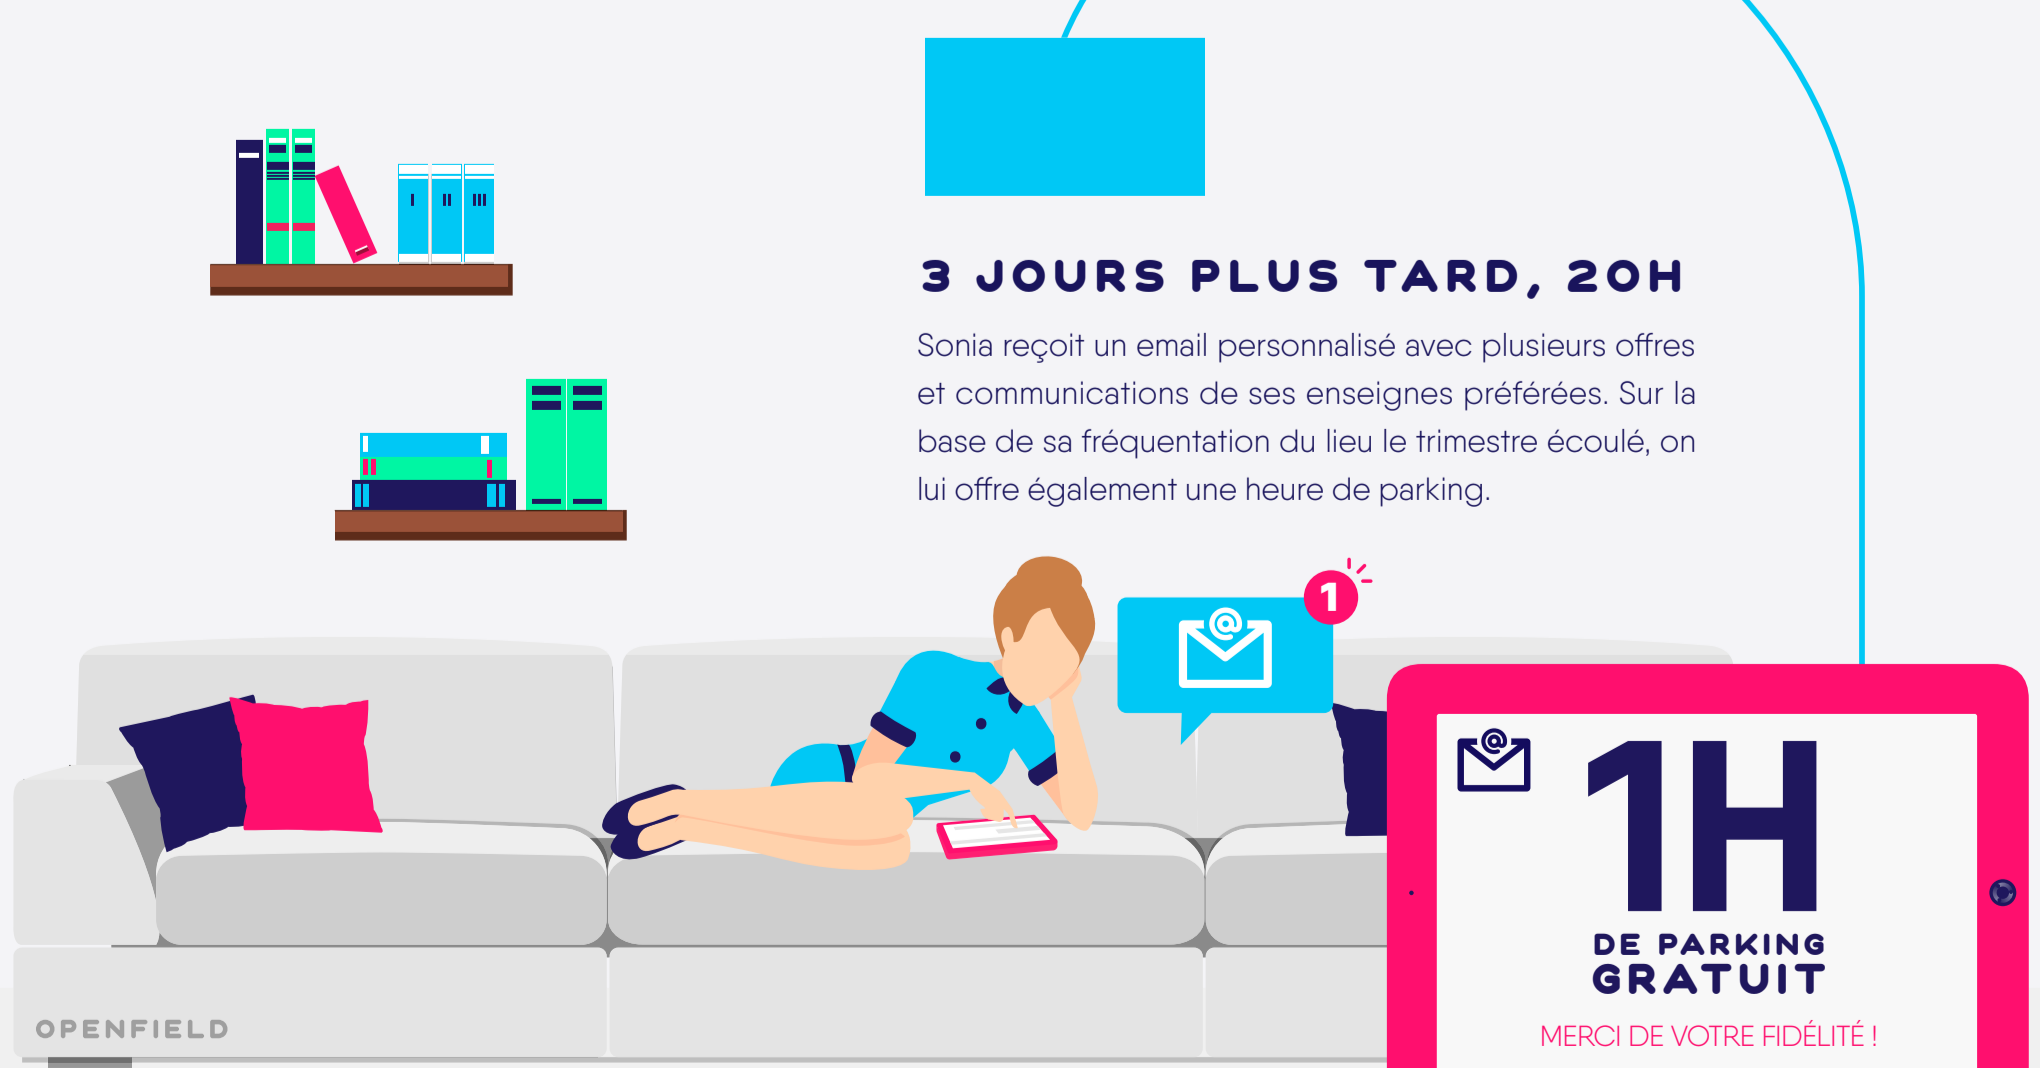 I II III
3 JOURS PLUS TARD, 20H
Sonia reçoit un email personnalisé avec plusieurs offres
et communications de ses enseignes préférées. Sur la
base de sa fréquentation du lieu le trimestre écoulé, on
lui offre également une heure de parking.
1
@
@
1H
DE PARKING
GRATUIT
MERCI DE VOTRE FIDÉLITÉ !
OPENFIELD